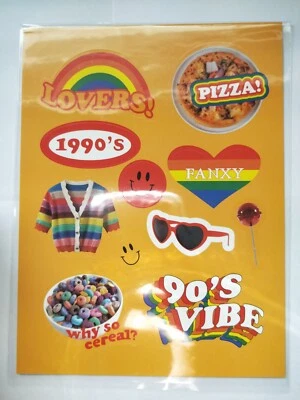 LOVERS!
PIZZA!
1990's
FANXY
why so
cereal?
90's
VIBE